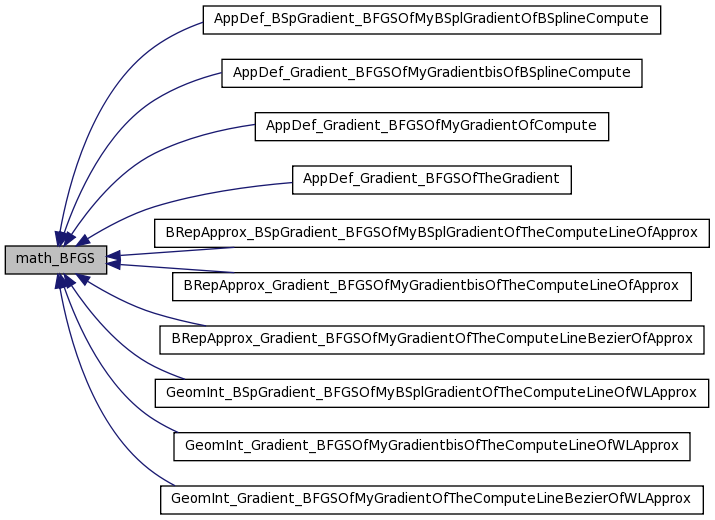 AppDef_BSpGradient_BFGSOfMyBSplGradientOfBSplineCompute
AppDef_Gradient_BFGSOfMyGradientbisOfBSplineCompute
AppDef_Gradient_BFGSOfMyGradientOfCompute
AppDef_Gradient_BFGSOfTheGradient
BRepApprox_BSpGradient_BFGSOfMyBSplGradientOfTheComputeLineOfApprox
math_BFGS
BRepApprox_Gradient_BFGSOfMyGradientbisOfTheComputeLineOfApprox
BRepApprox_Gradient_BFGSOfMyGradientOfTheComputeLineBezierOfApprox
GeomInt_BSpGradient_BFGSOfMyBSplGradientOfTheComputeLineOfWLApprox
GeomInt_Gradient_BFGSOfMyGradientbisOfTheComputeLineOfWLApprox
GeomInt_Gradient_BFGSOfMyGradientOfTheComputeLineBezierOfWLApprox